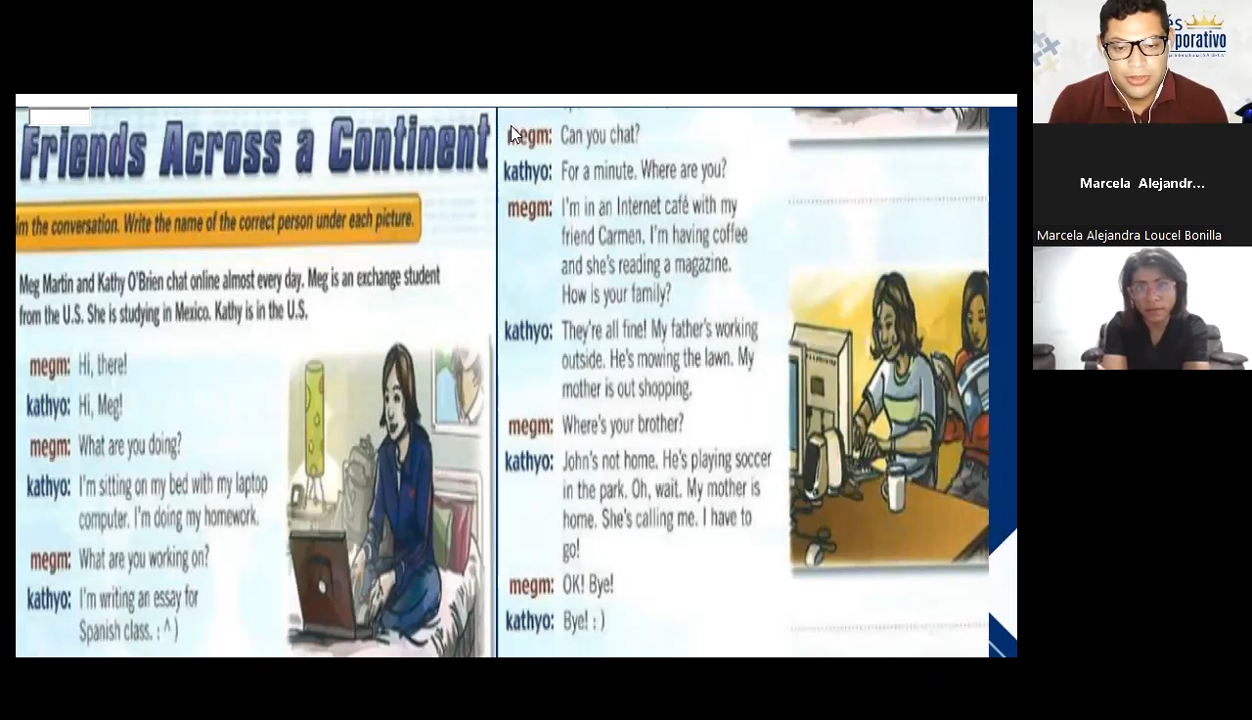 Friends Across a Continent
im the conversation. Write the name of the correct person under each picture.
Meg Martin and Kathy O'Brien chat online almost every day. Meg is an exchange student
from the U.S. She is studying in Mexico. Kathy is in the U.S.
megm: Hi, there!
kathyo: Hi, Meg!
megm: What are you doing?
kathyo: I'm sitting on my bed with my laptop
computer. I'm doing my homework.
megm: What are you working on?
kathyo: I'm writing an essay for
Spanish class. : ^ )
megm: Can you chat?
kathyo: For a minute. Where are you?
megm: I'm in an Internet café with my
friend Carmen. I'm having coffee
and she's reading a magazine.
How is your family?
kathyo: They're all fine! My father's working
outside. He's mowing the lawn. My
mother is out shopping.
megm: Where's your brother?
kathyo: John's not home. He's playing soccer
in the park. Oh, wait. My mother is
home. She's calling me. I have to
go!
megm: OK! Bye!
kathyo: Bye! : )
és
porativo
Marcela Alejandr...
Marcela Alejandra Loucel Bonilla